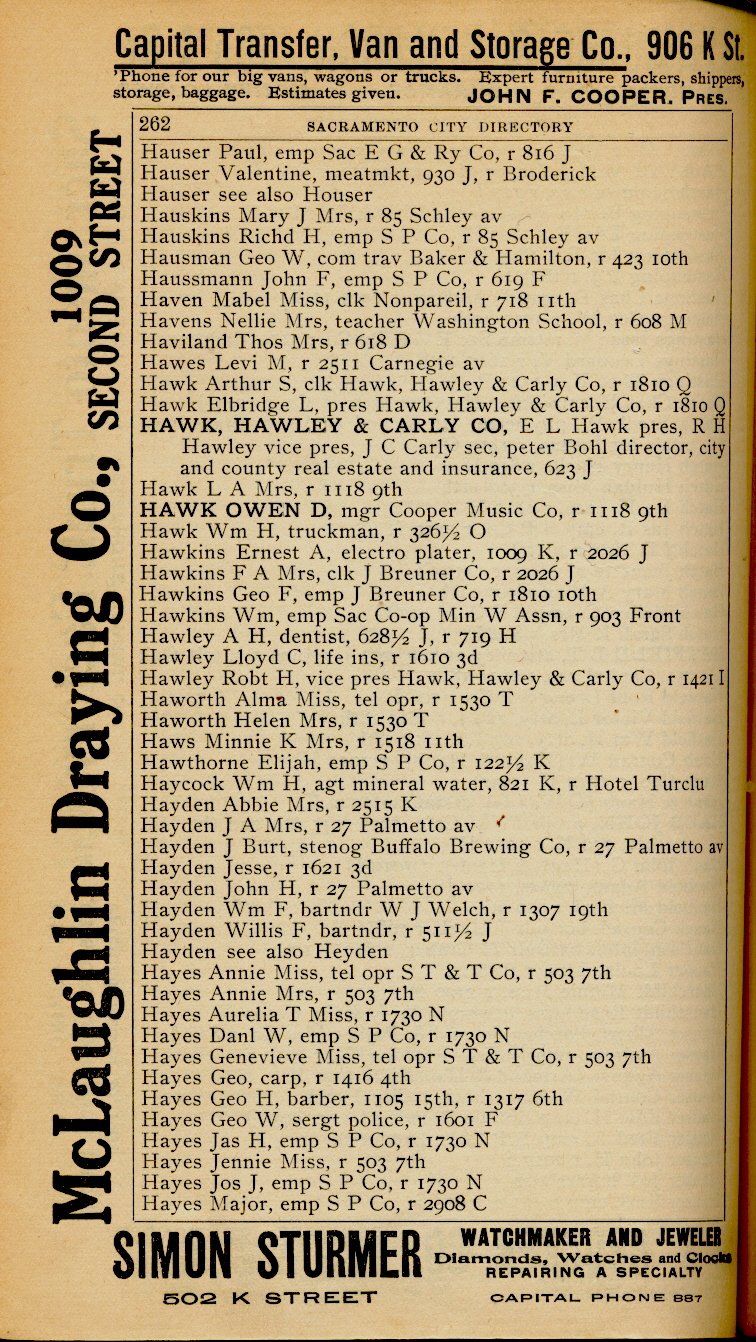 Capital Transfer, Van and Storage Co., 906 K St.
'Phone for our big vans, wagons or trucks. Expert furniture packers, shippers,
storage, baggage. Estimates given. JOHN F. COOPER. PRES.
262 SACRAMENTO CITY DIRECTORY
Hauser Paul, emp Sac E G & Ry Co, r 816 J
Hauser Valentine, meatmkt, 930 J, r Broderick
Hauser see also Houser
Hauskins Mary J Mrs, r 85 Schley av
Hauskins Richd H, emp S P Co, r 85 Schley av
Hausman Geo W, com trav Baker & Hamilton, r 423 10th
Haussmann John F, emp S P Co, r 619 F
Haven Mabel Miss, clk Nonpareil, r 718 11th
Havens Nellie Mrs, teacher Washington School, r 608 M
Haviland Thos Mrs, r 618 D
Hawes Levi M, r 2511 Carnegie av
Hawk Arthur S, clk Hawk, Hawley & Carly Co, r 1810 Q
Hawk Elbridge L, pres Hawk, Hawley & Carly Co, r 1810 Q
HAWK, HAWLEY & CARLY CO, E L Hawk pres, R H
Hawley vice pres, J C Carly sec, peter Bohl director, city
and county real estate and insurance, 623 J
Hawk L A Mrs, r 1118 9th
HAWK OWEN D, mgr Cooper Music Co, r 1118 9th
Hawk Wm H, truckman, r 326½ O
Hawkins Ernest A, electro plater, 1009 K, r 2026 J
Hawkins F A Mrs, clk J Breuner Co, r 2026 J
Hawkins Geo F, emp J Breuner Co, r 1810 10th
Hawkins Wm, emp Sac Co-op Min W Assn, r 903 Front
Hawley A H, dentist, 628½ J, r 719 H
Hawley Lloyd C, life ins, r 1610 3d
Hawley Robt H, vice pres Hawk, Hawley & Carly Co, r 1421 I
Haworth Alma Miss, tel opr, r 1530 T
Haworth Helen Mrs, r 1530 T
Haws Minnie K Mrs, r 1518 11th
Hawthorne Elijah, emp S P Co, r 122½ K
Haycock Wm H, agt mineral water, 821 K, r Hotel Turclu
Hayden Abbie Mrs, r 2515 K
Hayden J A Mrs, r 27 Palmetto av
Hayden J Burt, stenog Buffalo Brewing Co, r 27 Palmetto av
Hayden Jesse, r 1621 3d
Hayden John H, r 27 Palmetto av
Hayden Wm F, bartndr W J Welch, r 1307 19th
Hayden Willis F, bartndr, r 511½ J
Hayden see also Heyden
Hayes Annie Miss, tel opr S T & T Co, r 503 7th
Hayes Annie Mrs, r 503 7th
Hayes Aurelia T Miss, r 1730 N
Hayes Danl W, emp S P Co, r 1730 N
Hayes Genevieve Miss, tel opr S T & T Co, r 503 7th
Hayes Geo, carp, r 1416 4th
Hayes Geo H, barber, 1105 15th, r 1317 6th
Hayes Geo W, sergt police, r 1601 F
Hayes Jas H, emp S P Co, r 1730 N
Hayes Jennie Miss, r 503 7th
Hayes Jos J, emp S P Co, r 1730 N
Hayes Major, emp S P Co, r 2908 C
McLaughlin Draying Co., 1009 SECOND STREET
SIMON STURMER
502 K STREET
WATCHMAKER AND JEWELER
Diamonds, Watches and Clocks
REPAIRING A SPECIALTY
CAPITAL PHONE 887